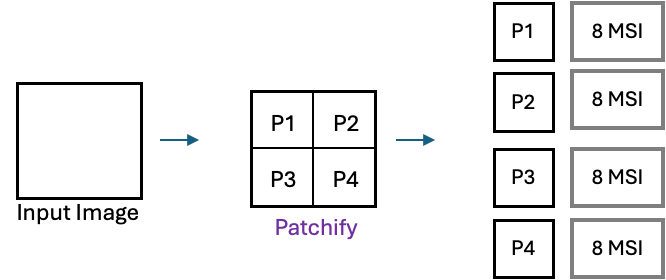 Input Image
P1
P2
P3
P4
Patchify
P1
8 MSI
P2
8 MSI
P3
8 MSI
P4
8 MSI